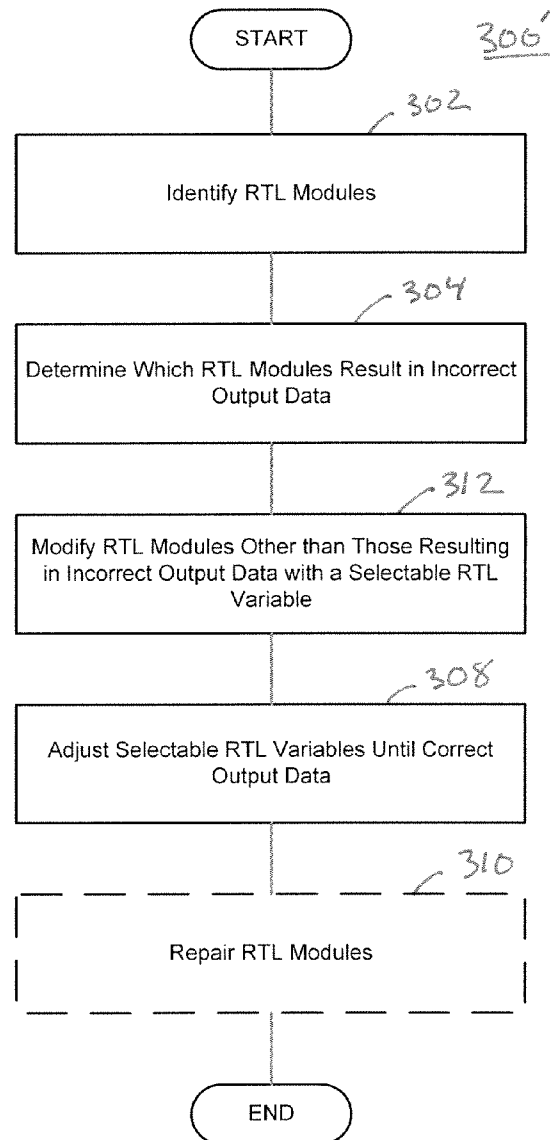 START
300'
302
Identify RTL Modules
304
Determine Which RTL Modules Result in Incorrect
Output Data
312
Modify RTL Modules Other than Those Resulting
in Incorrect Output Data with a Selectable RTL
Variable
308
Adjust Selectable RTL Variables Until Correct
Output Data
310
Repair RTL Modules
END